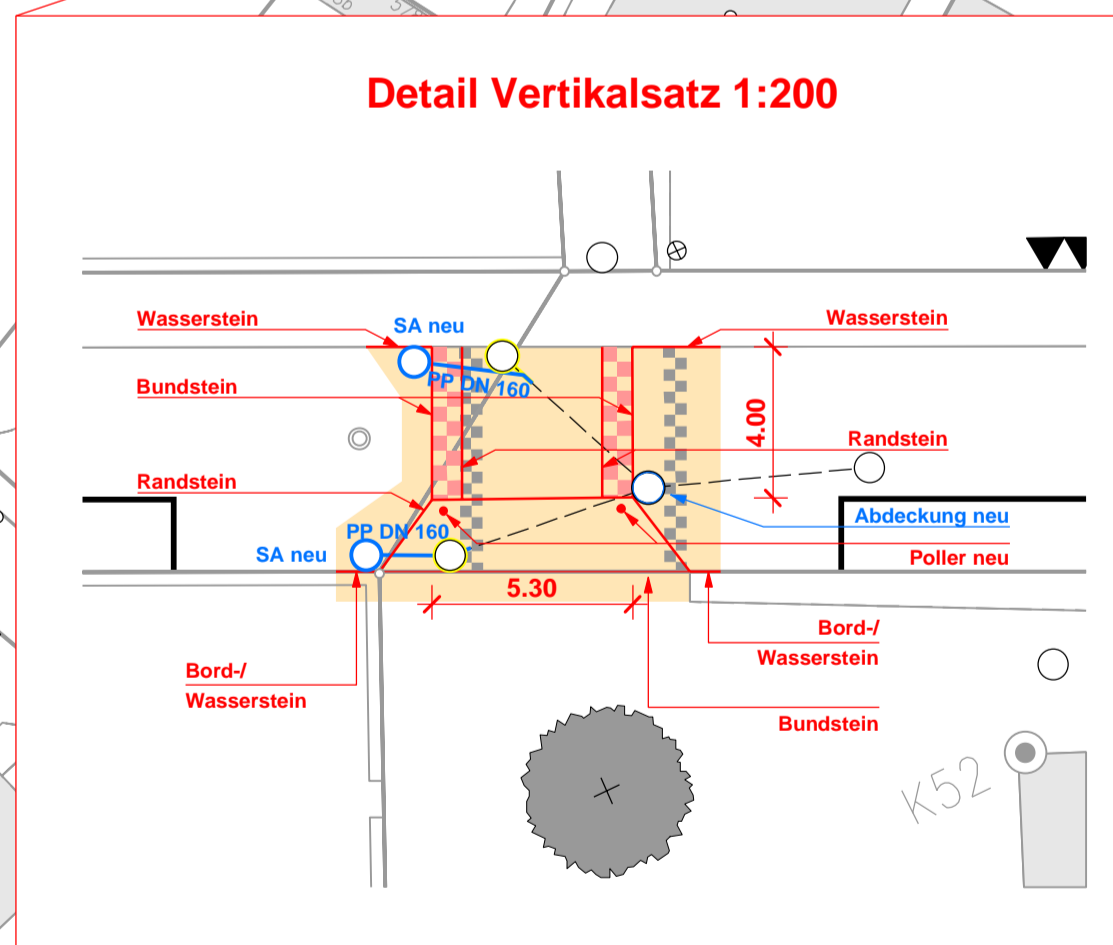 Detail Vertikalsatz 1:200
Wasserstein
SA neu
Wasserstein
Bundstein
PP DN 160
4.00
Randstein
Randstein
PP DN 160
Abdeckung neu
SA neu
Poller neu
5.30
Bord-/
Wasserstein
Bord-/
Wasserstein
Bundstein
K52